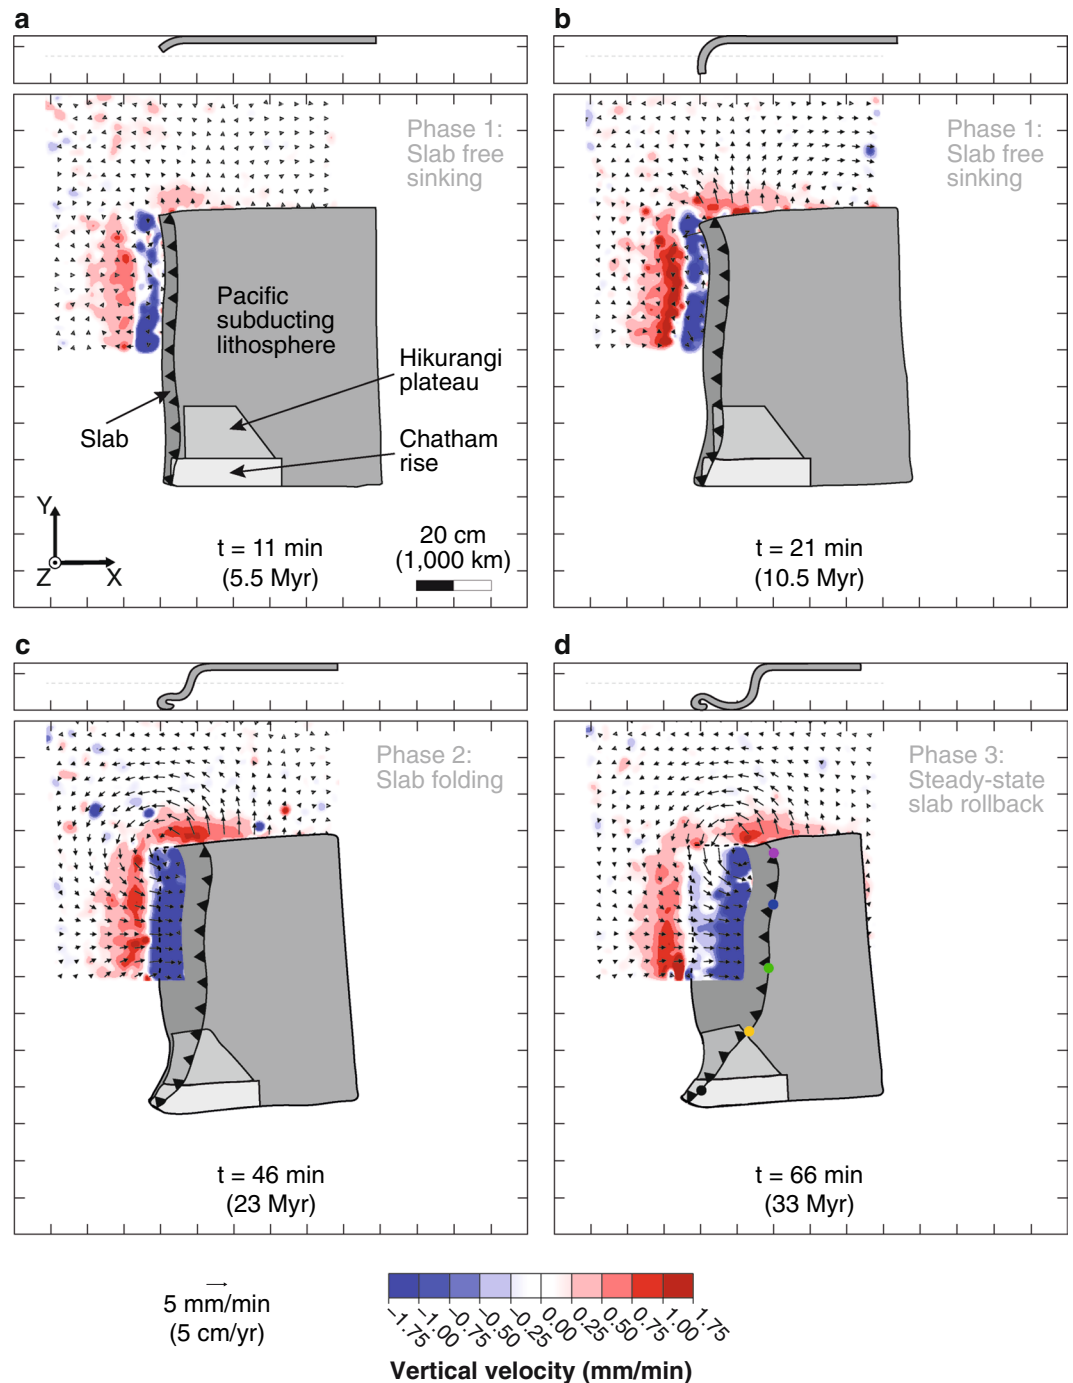 a
Phase 1:
Slab free
sinking
Pacific
subducting
lithosphere
Hikurangi
plateau
Slab
Chatham
rise
Y
Z
X
t = 11 min
(5.5 Myr)
20 cm
(1,000 km)
b
Phase 1:
Slab free
sinking
t = 21 min
(10.5 Myr)
c
Phase 2:
Slab folding
t = 46 min
(23 Myr)
d
Phase 3:
Steady-state
slab rollback
t = 66 min
(33 Myr)
5 mm/min
(5 cm/yr)
−1.75 −1.00 −0.75 −0.50 −0.25 0.00 0.25 0.50 0.75 1.00 1.75
Vertical velocity (mm/min)